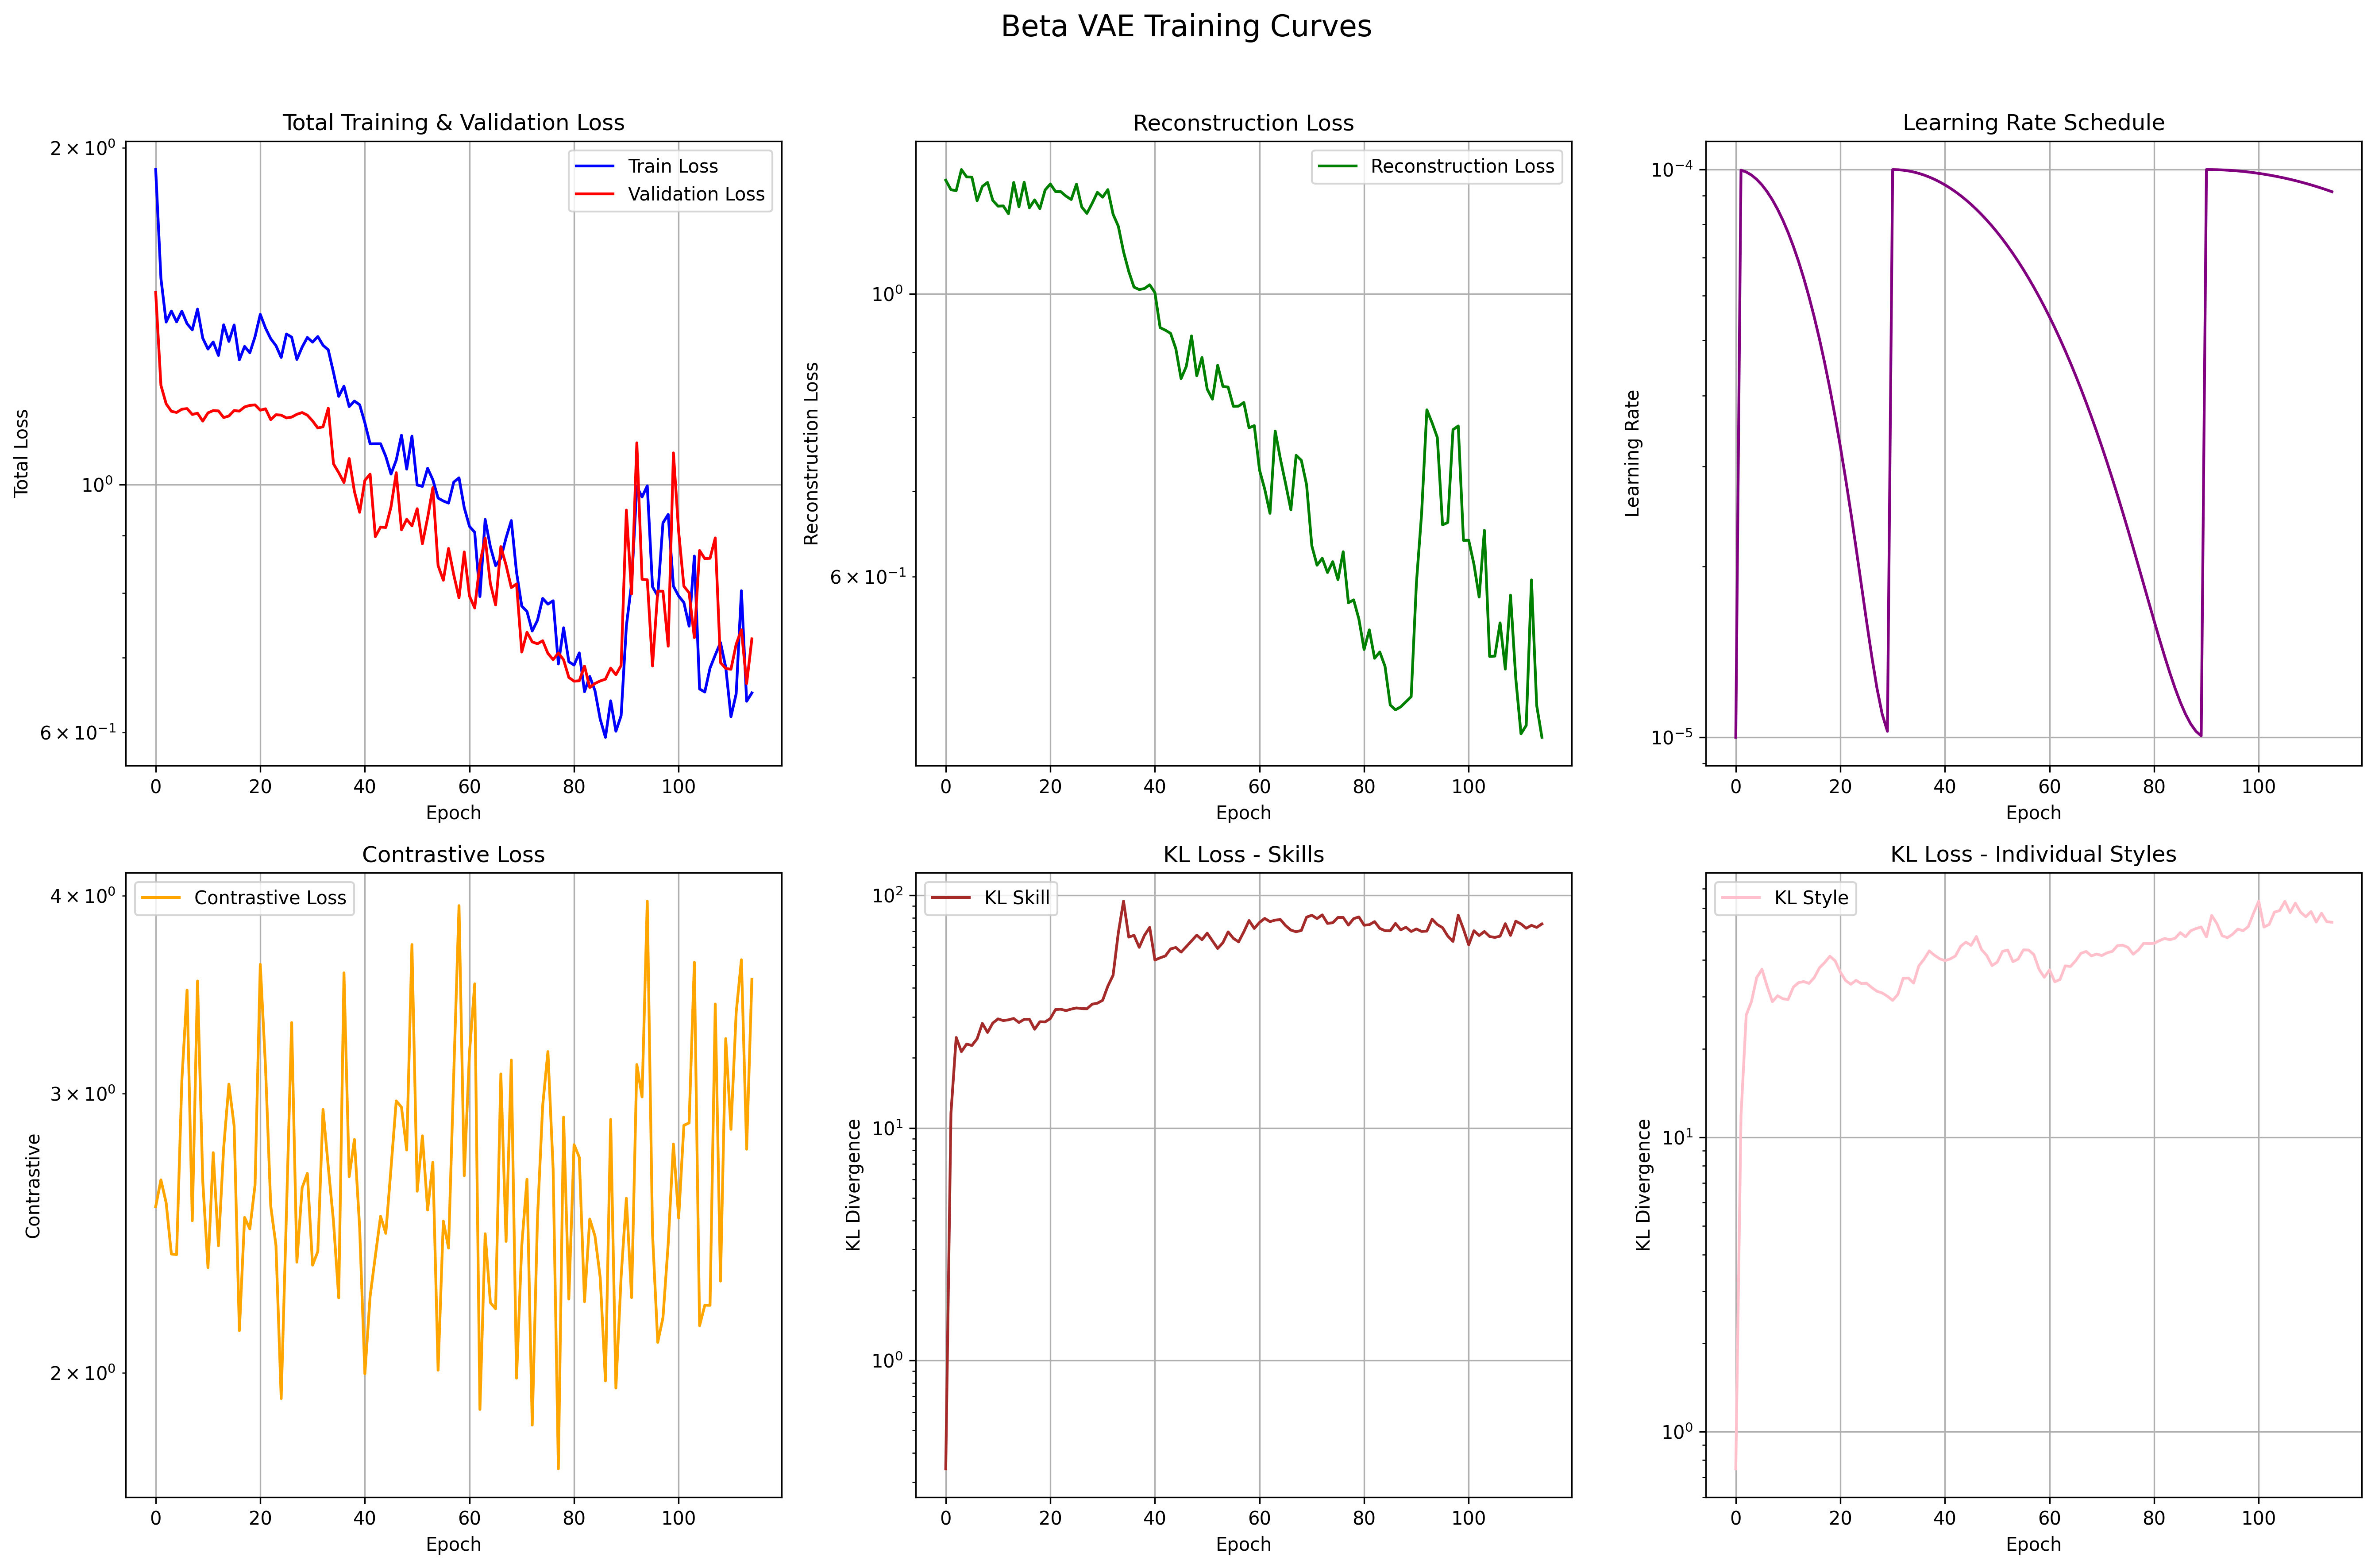 Beta VAE Training Curves
Total Training & Validation Loss
2 × 10⁰
10⁰
6 × 10⁻¹
Total Loss
Train Loss
Validation Loss
0 20 40 60 80 100
Epoch
Reconstruction Loss
10⁰
6 × 10⁻¹
Reconstruction Loss
Reconstruction Loss
0 20 40 60 80 100
Epoch
Learning Rate Schedule
10⁻⁴
10⁻⁵
Learning Rate
0 20 40 60 80 100
Epoch
Contrastive Loss
4 × 10⁰
3 × 10⁰
2 × 10⁰
Contrastive
Contrastive Loss
0 20 40 60 80 100
Epoch
KL Loss - Skills
10²
10¹
10⁰
KL Divergence
KL Skill
0 20 40 60 80 100
Epoch
KL Loss - Individual Styles
10¹
10⁰
KL Divergence
KL Style
0 20 40 60 80 100
Epoch